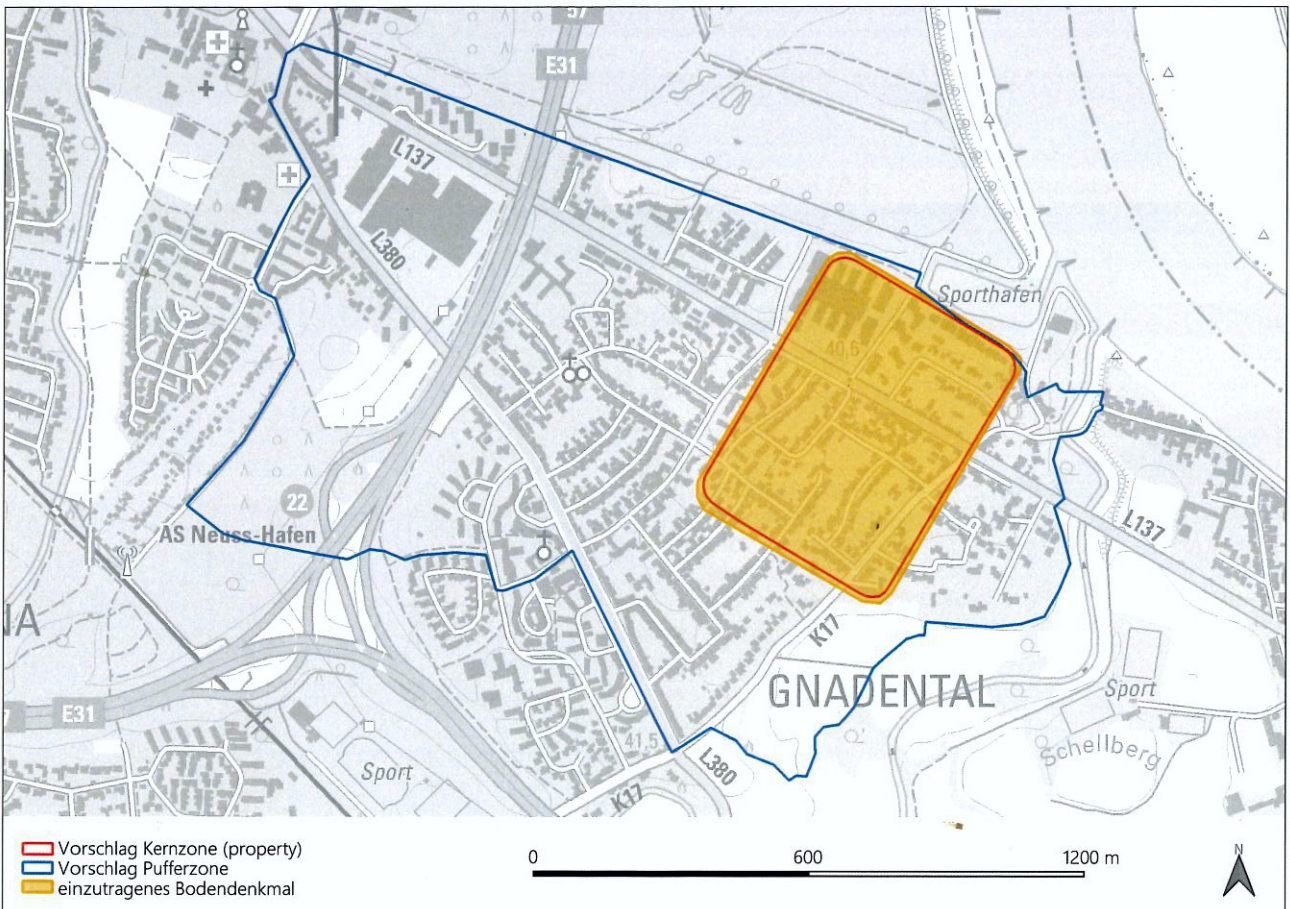 57
E31
L137
L380
Sporthafen
40,6
22
AS Neuss-Hafen
L137
NA
K17
GNADENTAL
Sport
E31
41,5
L380
Schellberg
Sport
K17
Vorschlag Kernzone (property)
Vorschlag Pufferzone
einzutragenes Bodendenkmal
0 600 1200 m
N